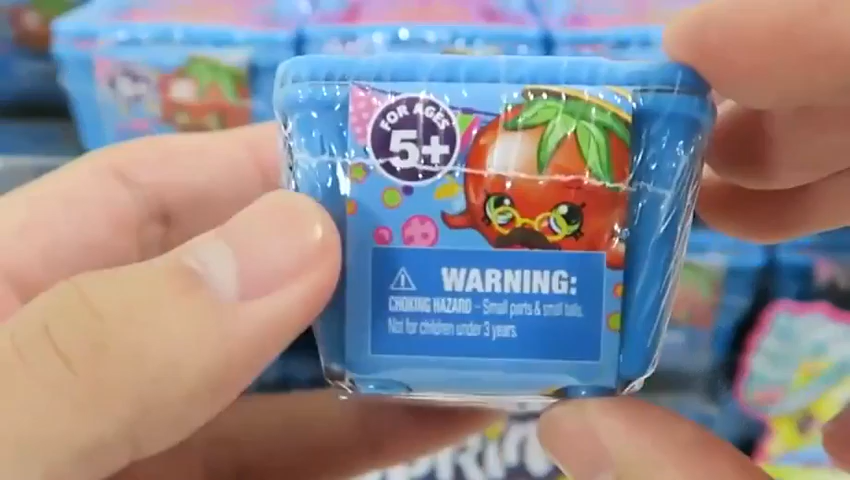 FOR AGES
5+
WARNING:
CHOKING HAZARD - Small parts & small balls.
Not for children under 3 years.